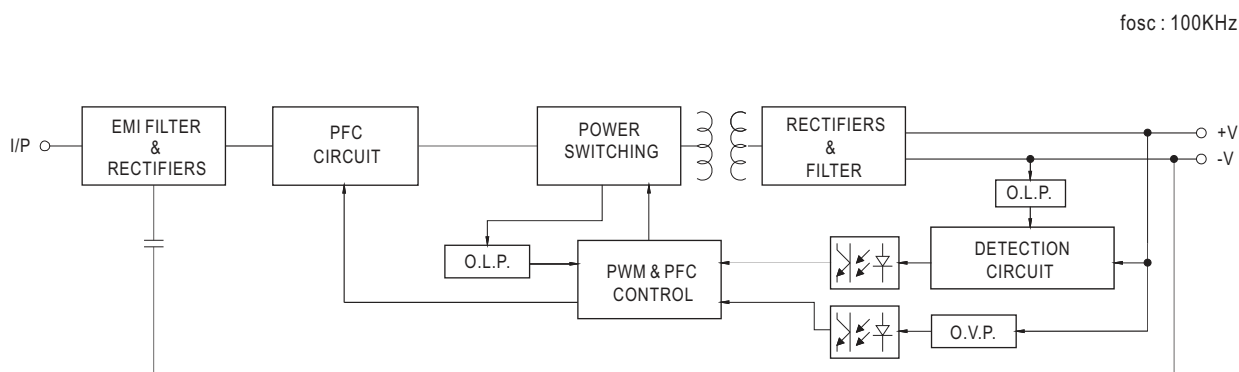 fosc : 100KHz
I/P
EMI FILTER
&
RECTIFIERS
PFC
CIRCUIT
POWER
SWITCHING
RECTIFIERS
&
FILTER
+V
-V
O.L.P.
O.L.P.
PWM & PFC
CONTROL
DETECTION
CIRCUIT
O.V.P.